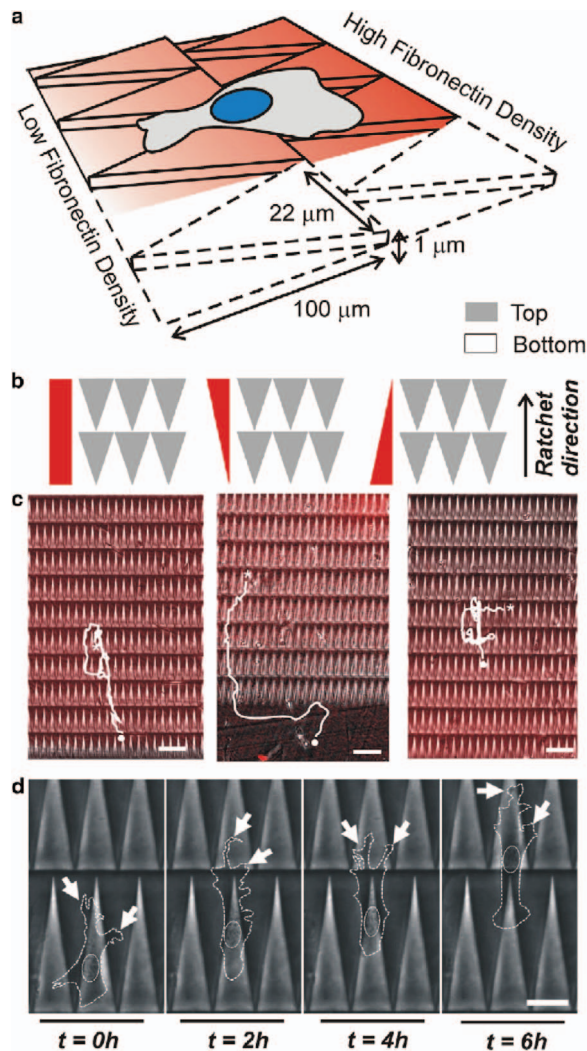 a
High Fibronectin Density
Low Fibronectin Density
22 μm
1 μm
100 μm
Top
Bottom
b
Ratchet
direction
c
*
*
*
d
t = 0h
t = 2h
t = 4h
t = 6h